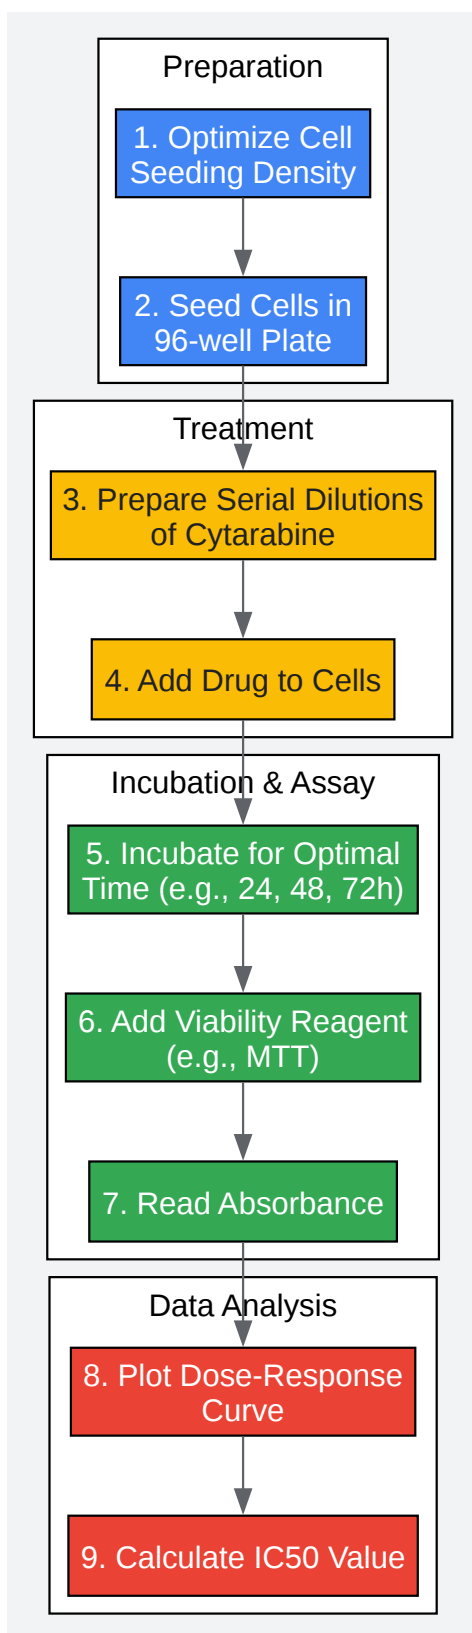 Preparation
1. Optimize Cell
Seeding Density
2. Seed Cells in
96-well Plate
Treatment
3. Prepare Serial Dilutions
of Cytarabine
4. Add Drug to Cells
Incubation & Assay
5. Incubate for Optimal
Time (e.g., 24, 48, 72h)
6. Add Viability Reagent
(e.g., MTT)
7. Read Absorbance
Data Analysis
8. Plot Dose-Response
Curve
9. Calculate IC50 Value